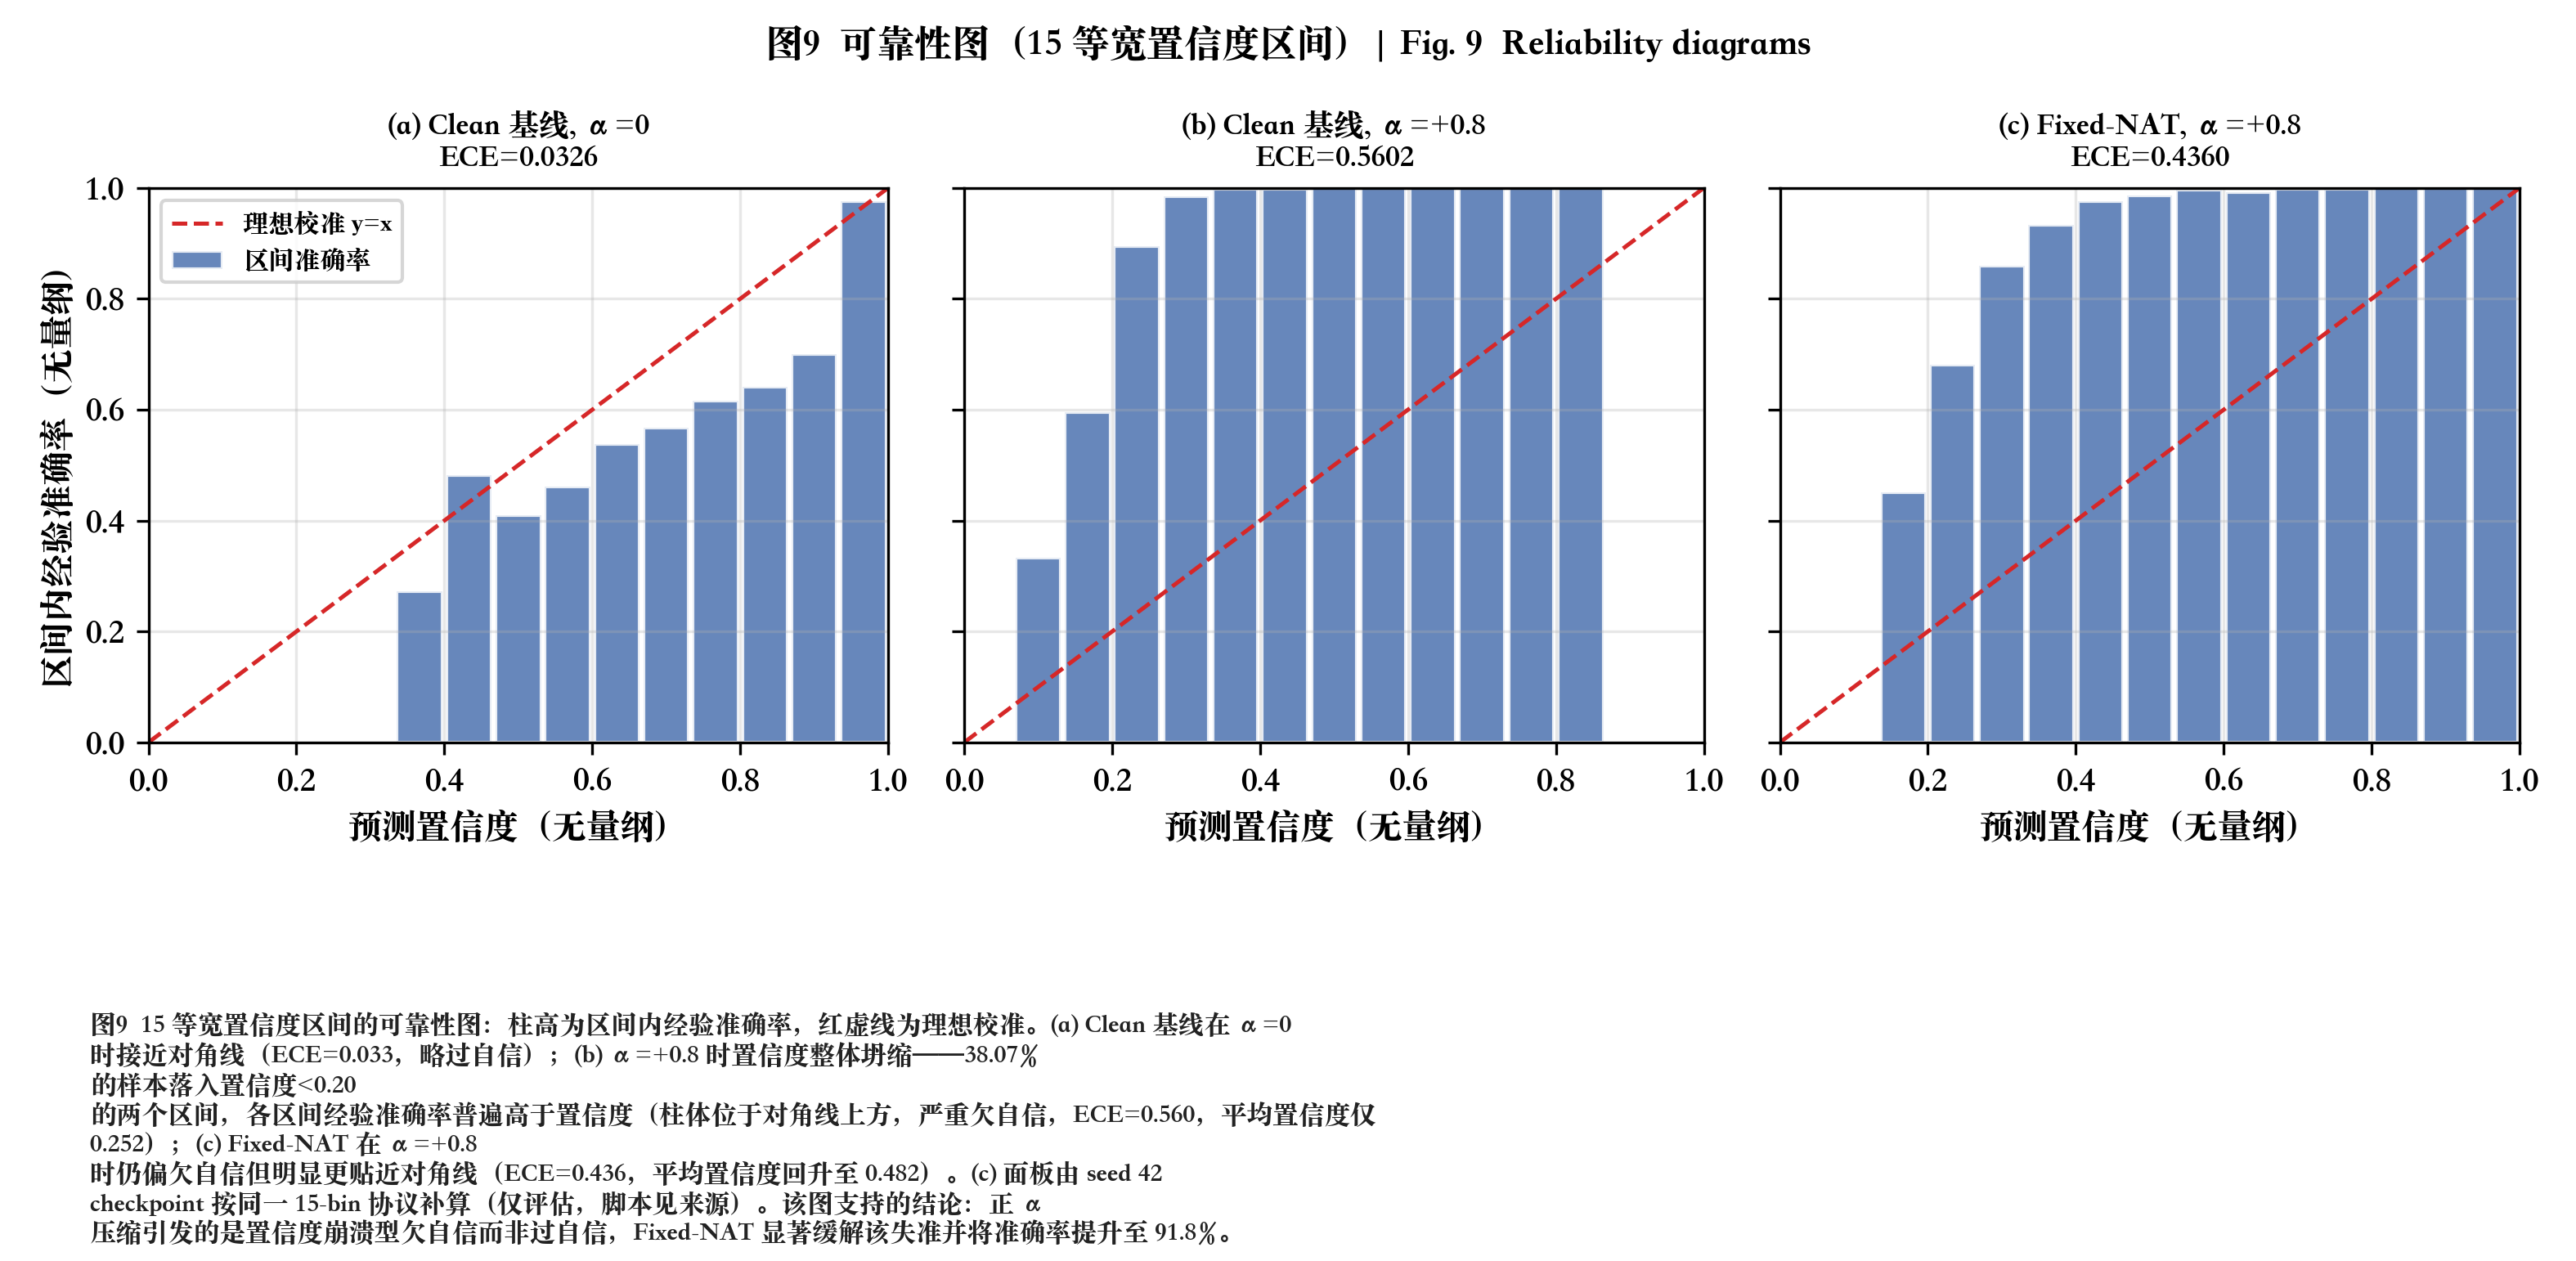 图9 可靠性图（15 等宽置信度区间） | Fig. 9 Reliability diagrams
(a) Clean 基线, α =0
ECE=0.0326
(b) Clean 基线, α =+0.8
ECE=0.5602
(c) Fixed-NAT, α =+0.8
ECE=0.4360
理想校准 y=x
区间准确率
区间内经验准确率（无量纲）
1.0
0.8
0.6
0.4
0.2
0.0
0.0 0.2 0.4 0.6 0.8 1.0
0.0 0.2 0.4 0.6 0.8 1.0
0.0 0.2 0.4 0.6 0.8 1.0
预测置信度（无量纲）
预测置信度（无量纲）
预测置信度（无量纲）
图9 15 等宽置信度区间的可靠性图：柱高为区间内经验准确率，红虚线为理想校准。(a) Clean 基线在 α =0
时接近对角线（ECE=0.033，略过自信）；(b) α =+0.8 时置信度整体坍缩——38.07%
的样本落入置信度<0.20
的两个区间，各区间经验准确率普遍高于置信度（柱体位于对角线上方，严重欠自信，ECE=0.560，平均置信度仅
0.252）；(c) Fixed-NAT 在 α =+0.8
时仍偏欠自信但明显更贴近对角线（ECE=0.436，平均置信度回升至 0.482）。(c) 面板由 seed 42
checkpoint 按同一 15-bin 协议补算（仅评估，脚本见来源）。该图支持的结论：正 α
压缩引发的是置信度崩溃型欠自信而非过自信，Fixed-NAT 显著缓解该失准并将准确率提升至 91.8%。